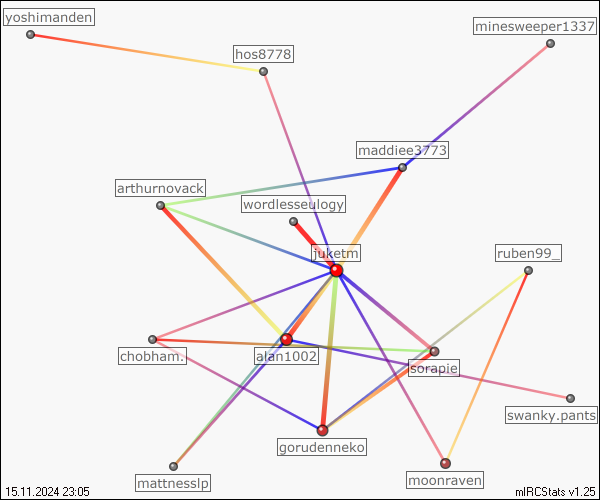 yoshimanden
minesweeper1337
hos8778
maddiee3773
arthurnovack
wordlesseulogy
juketm
ruben99_
chobham.
alan1002
sorapie
swanky.pants
gorudenneko
moonraven
mattnesslp
15.11.2024 23:05
mIRCStats v1.25